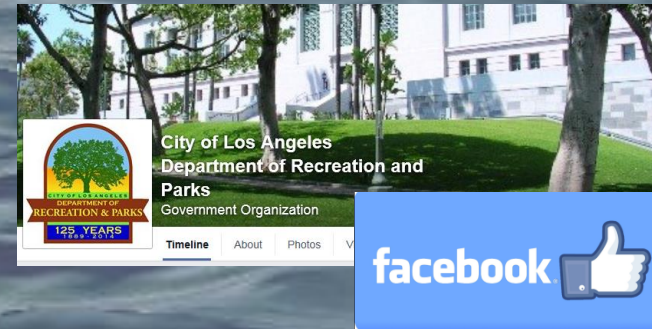 City of Los Angeles
Department of Recreation and
Parks
Government Organization
CITY OF LOS ANGELES
DEPARTMENT OF
RECREATION & PARKS
125 YEARS
1889 - 2014
Timeline About Photos V
facebook